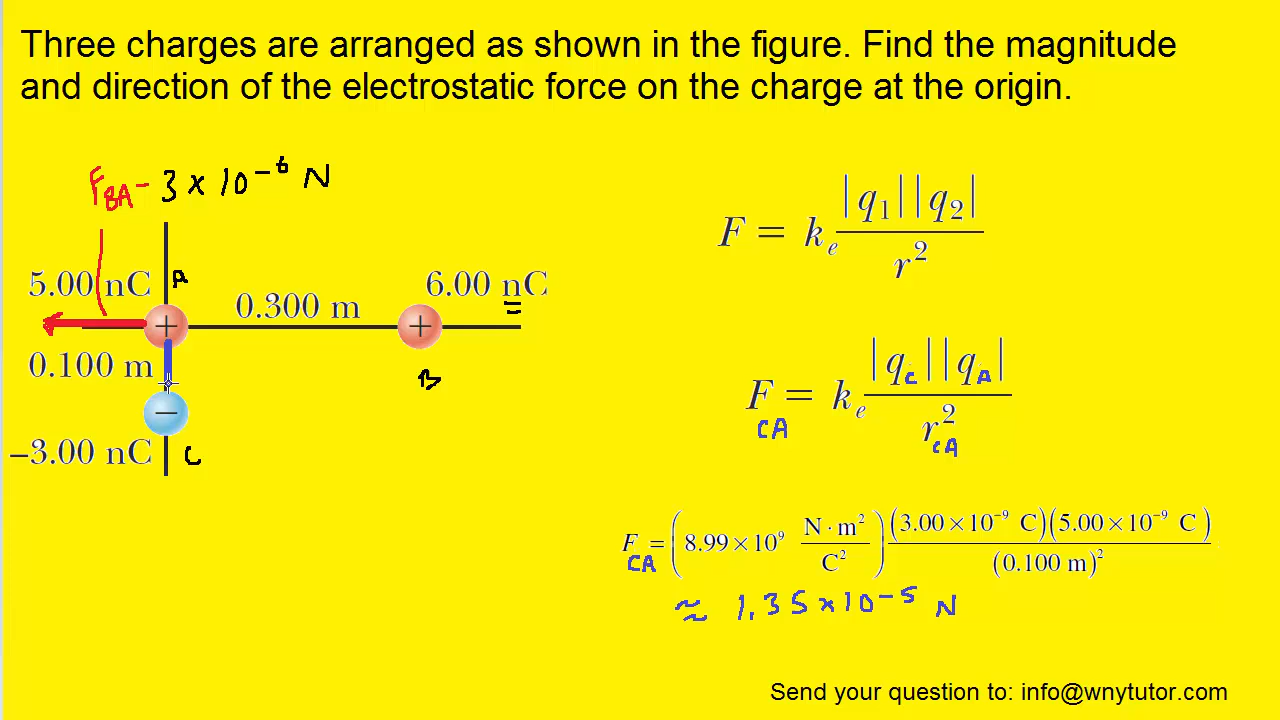 Three charges are arranged as shown in the figure. Find the magnitude
and direction of the electrostatic force on the charge at the origin.
F_BA - 3 × 10^-6 N
5.00 nC A
0.300 m
6.00 nC
+ +
0.100 m
B
−
−3.00 nC C
F = k_e |q_1||q_2| / r^2
F_CA = k_e |q_C||q_A| / r^2_CA
F_CA = (8.99×10^9 N·m^2 / C^2) (3.00×10^−9 C)(5.00×10^−9 C) / (0.100 m)^2
≈ 1.35×10^-5 N
Send your question to: info@wnytutor.com